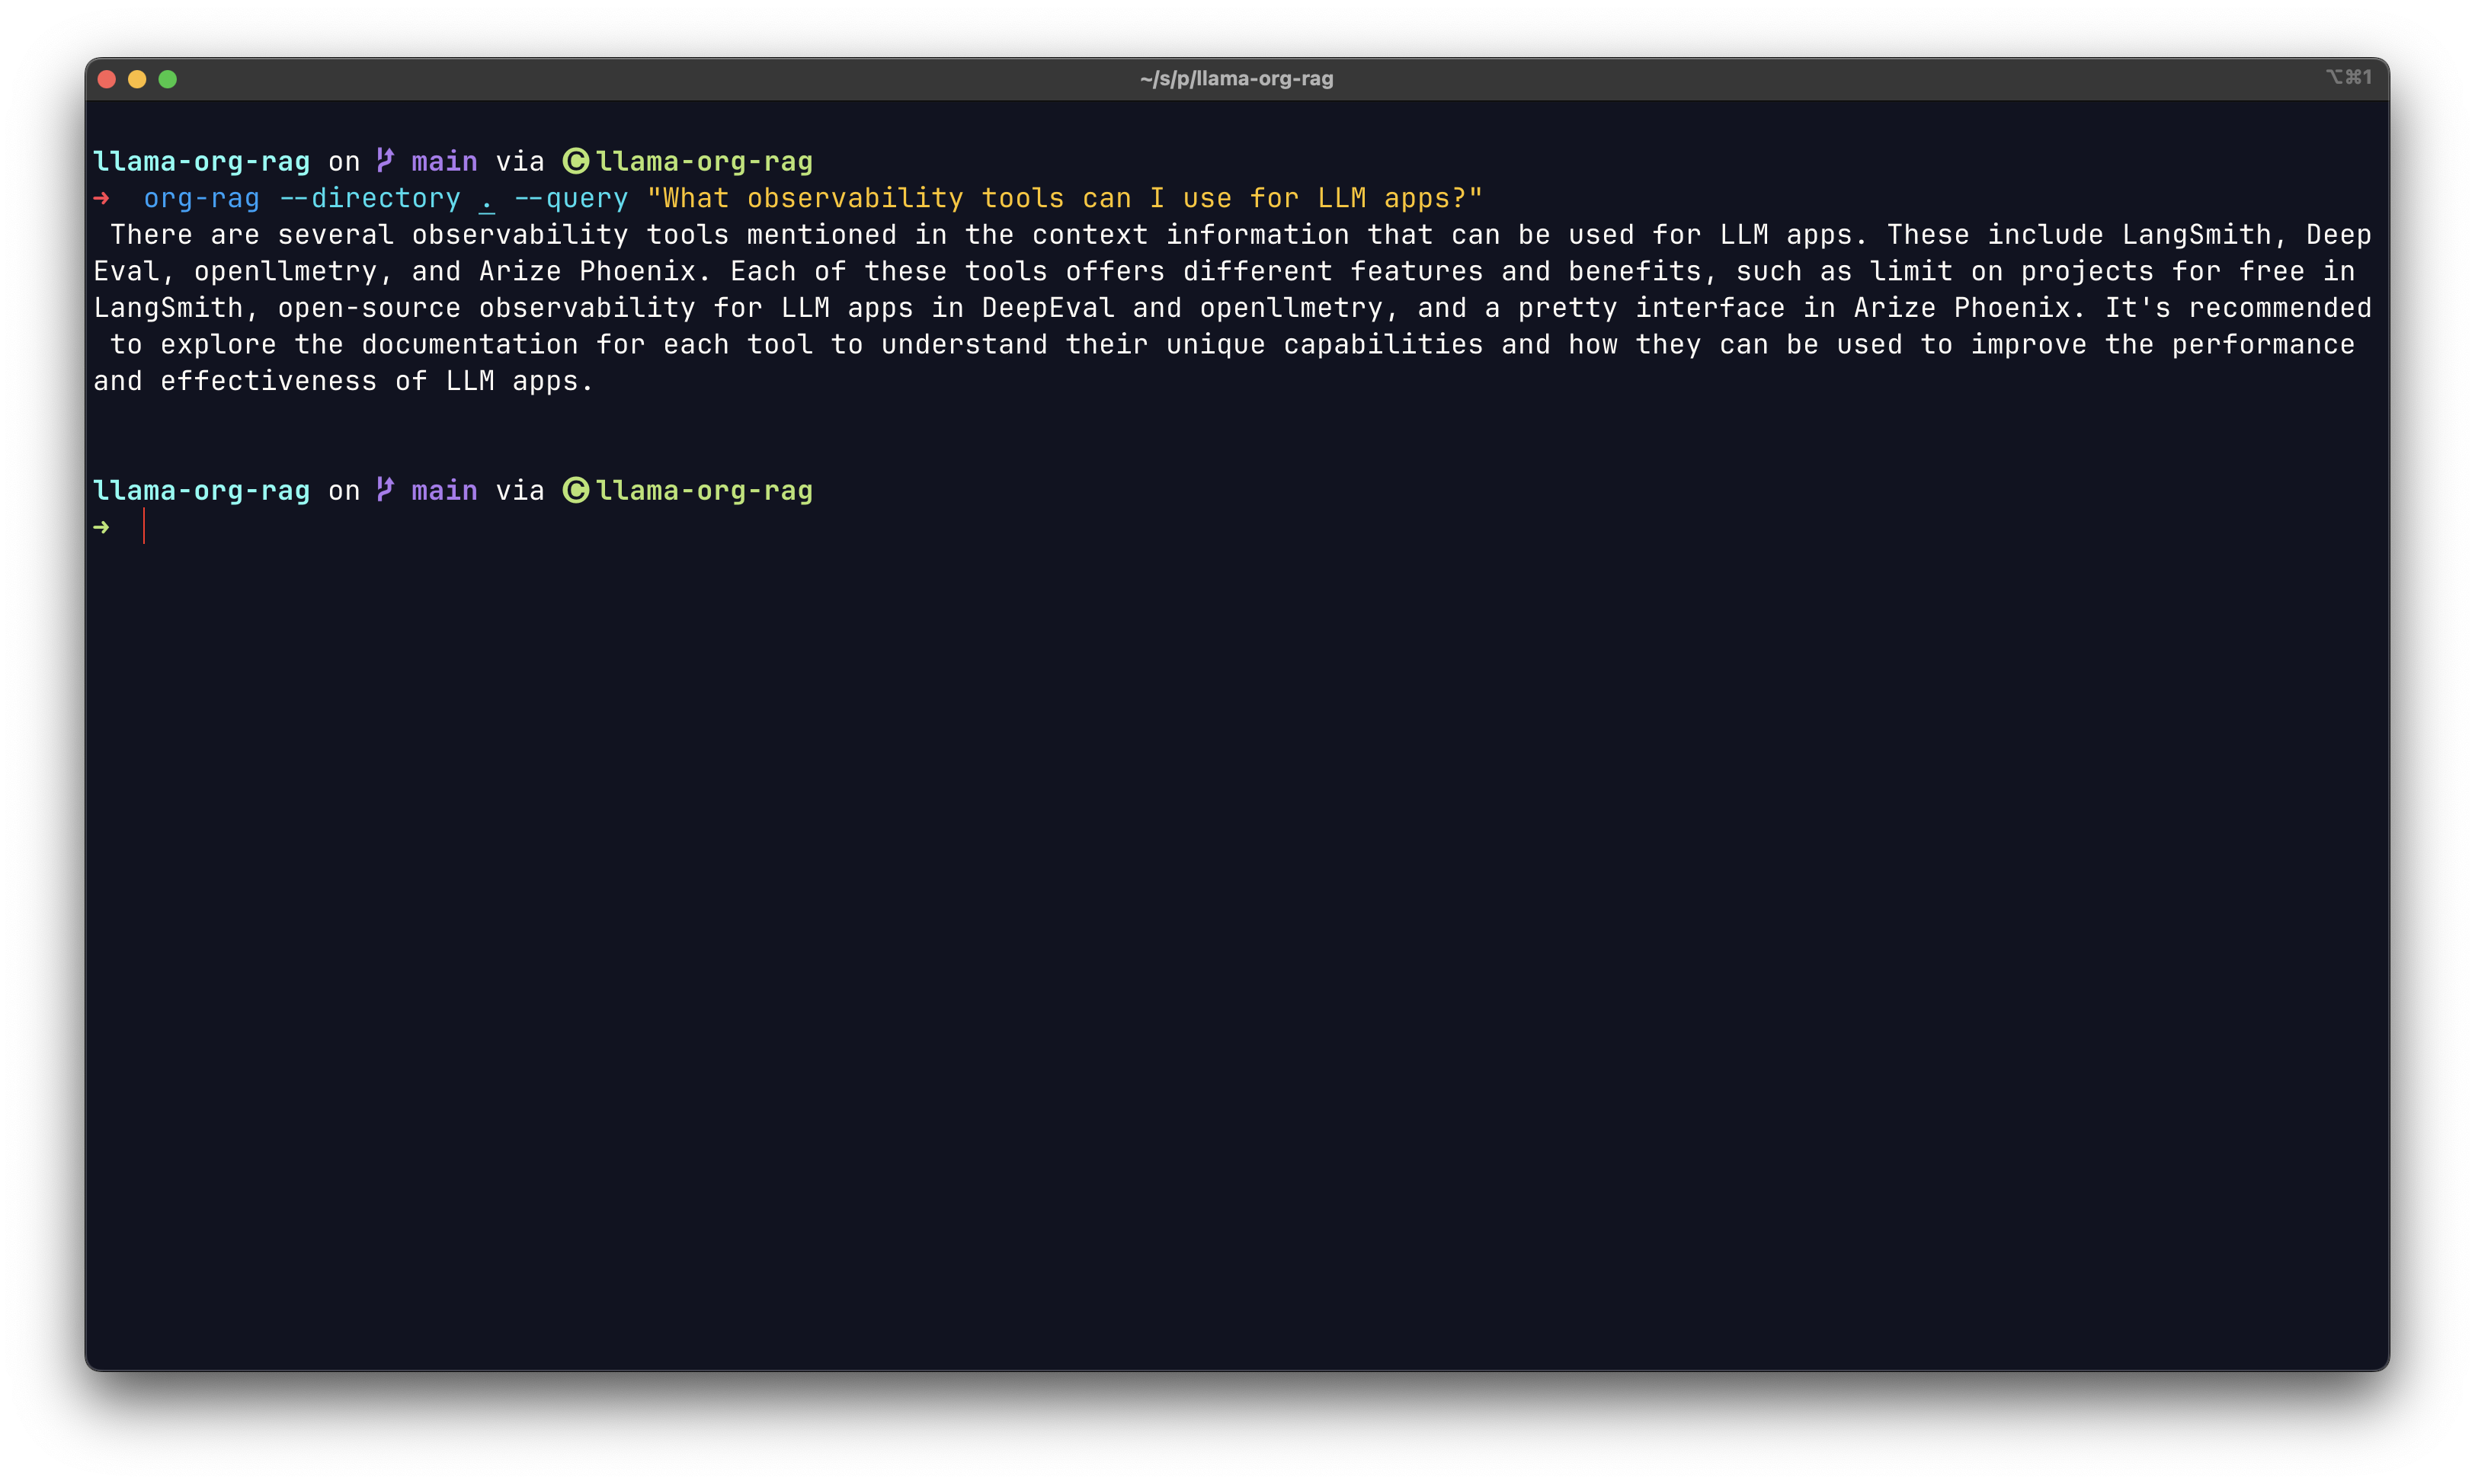 ~/s/p/llama-org-rag
⌥⌘1
llama-org-rag on main via ©llama-org-rag
➜ org-rag --directory . --query "What observability tools can I use for LLM apps?"
There are several observability tools mentioned in the context information that can be used for LLM apps. These include LangSmith, Deep
Eval, openllmetry, and Arize Phoenix. Each of these tools offers different features and benefits, such as limit on projects for free in
LangSmith, open-source observability for LLM apps in DeepEval and openllmetry, and a pretty interface in Arize Phoenix. It's recommended
to explore the documentation for each tool to understand their unique capabilities and how they can be used to improve the performance
and effectiveness of LLM apps.
llama-org-rag on main via ©llama-org-rag
➜